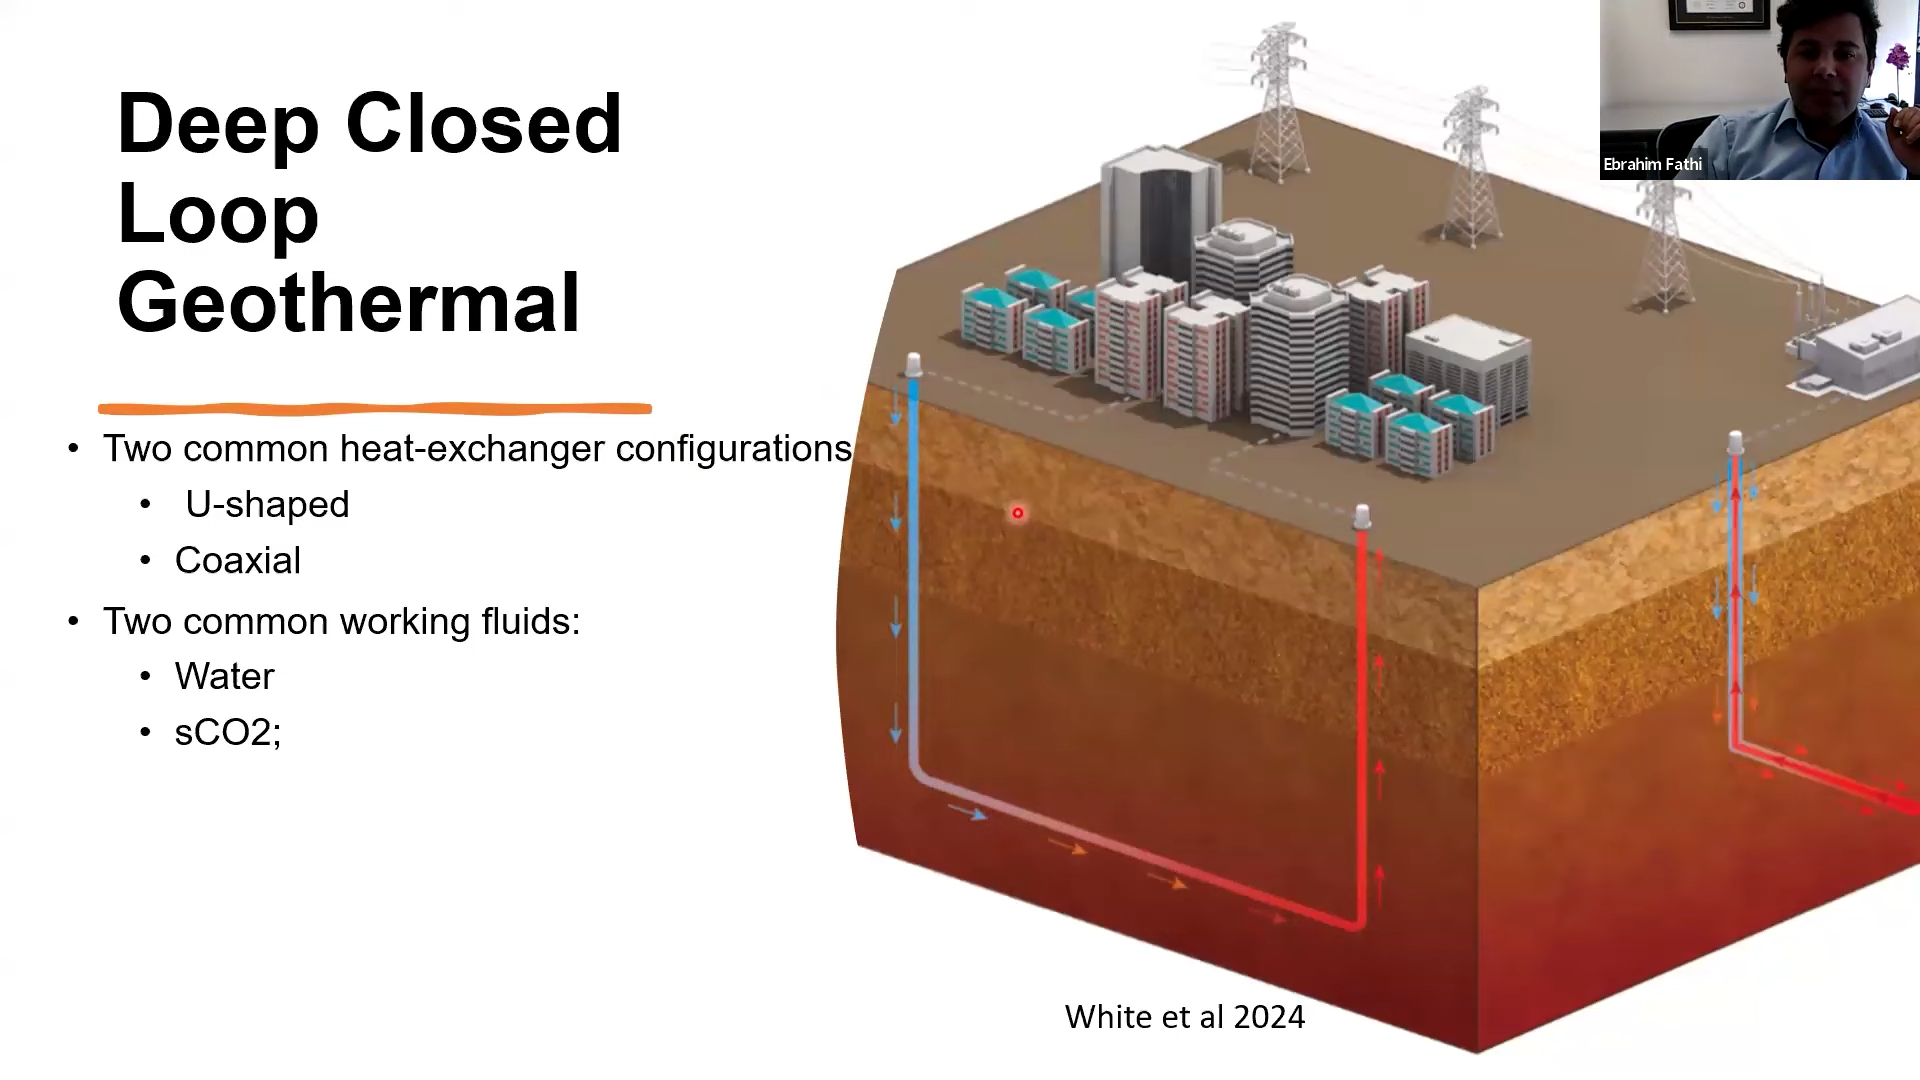 Deep Closed
Loop
Geothermal
• Two common heat-exchanger configurations
• U-shaped
• Coaxial
• Two common working fluids:
• Water
• sCO2;
White et al 2024
Ebrahim Fathi